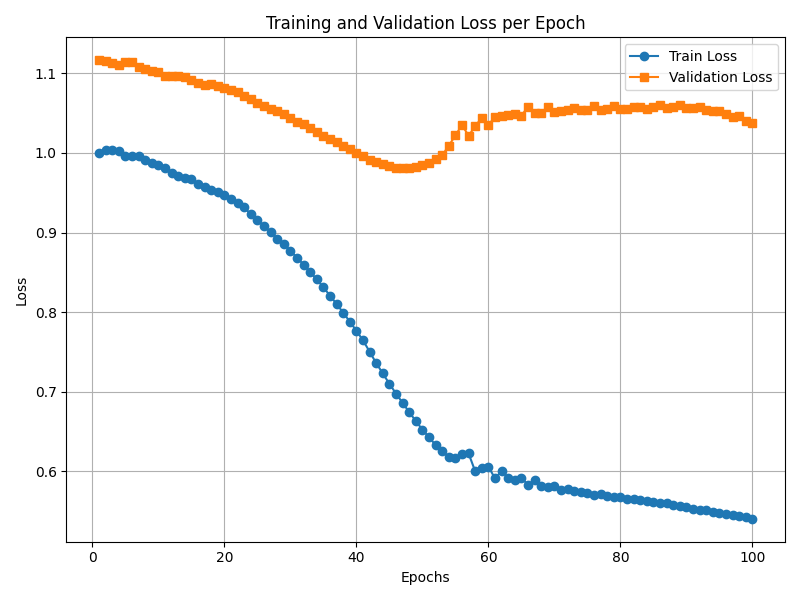 Training and Validation Loss per Epoch
Train Loss
Validation Loss
1.1
1.0
0.9
0.8
0.7
0.6
Loss
0 20 40 60 80 100
Epochs